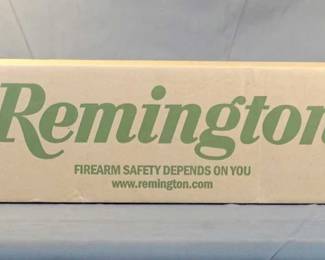 Remington
FIREARM SAFETY DEPENDS ON YOU
www.remington.com